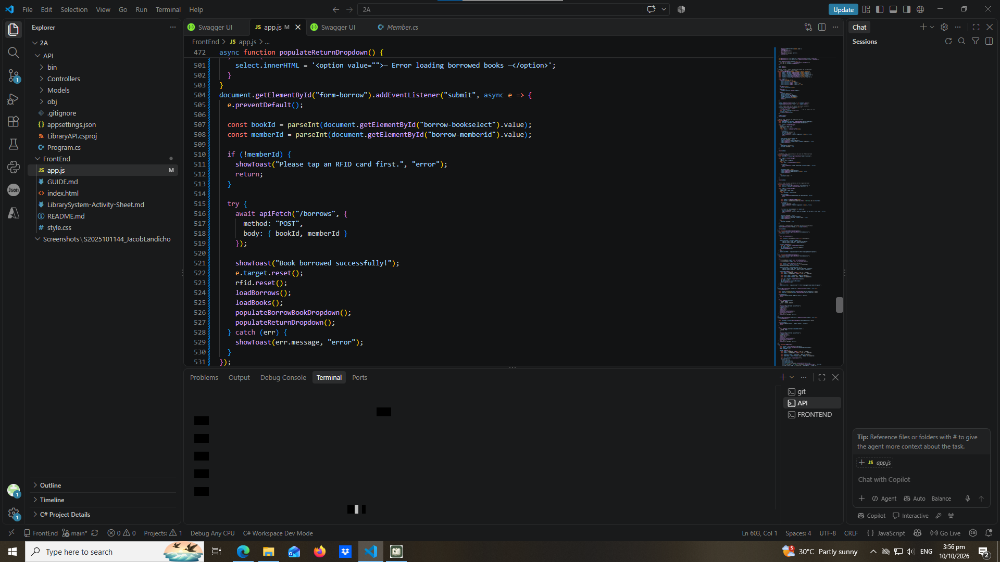 File Edit Selection View Go Run Terminal Help
2A
Update
Explorer
2A
API
bin
Controllers
Models
obj
.gitignore
appsettings.json
LibraryAPI.csproj
Program.cs
FrontEnd
JS app.js M
GUIDE.md
index.html
LibrarySystem-Activity-Sheet.md
README.md
style.css
Screenshots\S2025101144_JacobLandicho
Outline
Timeline
C# Project Details
Swagger UI
JS app.js M
Swagger UI
Member.cs
FrontEnd > JS app.js > ...
472 async function populateReturnDropdown() {
501 select.innerHTML = '<option value="">— Error loading borrowed books —</option>';
502 }
503 }
504 document.getElementById("form-borrow").addEventListener("submit", async e => {
505 e.preventDefault();
506
507 const bookId = parseInt(document.getElementById("borrow-bookselect").value);
508 const memberId = parseInt(document.getElementById("borrow-memberid").value);
509
510 if (!memberId) {
511 showToast("Please tap an RFID card first.", "error");
512 return;
513 }
514
515 try {
516 await apiFetch("/borrows", {
517 method: "POST",
518 body: { bookId, memberId }
519 });
520
521 showToast("Book borrowed successfully!");
522 e.target.reset();
523 rfid.reset();
524 loadBorrows();
525 loadBooks();
526 populateBorrowBookDropdown();
527 populateReturnDropdown();
528 } catch (err) {
529 showToast(err.message, "error");
530 }
531 });
Problems Output Debug Console Terminal Ports
git
API
FRONTEND
Chat
Sessions
Tip: Reference files or folders with # to give
the agent more context about the task.
JS app.js
Chat with Copilot
Agent Auto Balance
Copilot Interactive
FrontEnd main* 0 0 Projects: 1 Debug Any CPU C# Workspace Dev Mode
Ln 603, Col 1 Spaces: 4 UTF-8 CRLF { } JavaScript Go Live
Type here to search
5
30°C Partly sunny
ENG
3:56 pm
10/10/2026
2